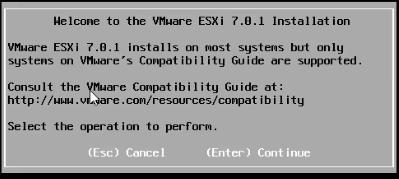 Welcome to the VMware ESXi 7.0.1 Installation
VMware ESXi 7.0.1 installs on most systems but only
systems on VMware's Compatibility Guide are supported.
Consult the VMware Compatibility Guide at:
http://www.vmware.com/resources/compatibility
Select the operation to perform.
(Esc) Cancel (Enter) Continue